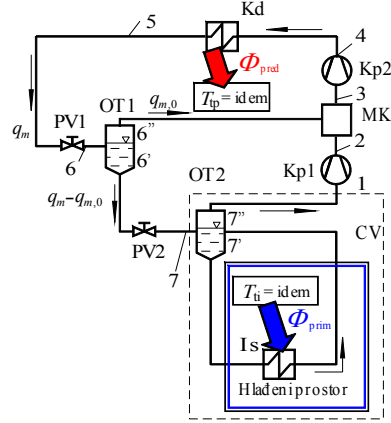 5
Kd
4
Φpred
Kp2
OT1
qm,0
3
PV1
Ttp = idem
MK
6''
qm
6
6'
2
Kp1
OT2
1
qm−qm,0
7''
CV
7'
PV2
7
Tti = idem
Φprim
Is
Hlađeni prostor